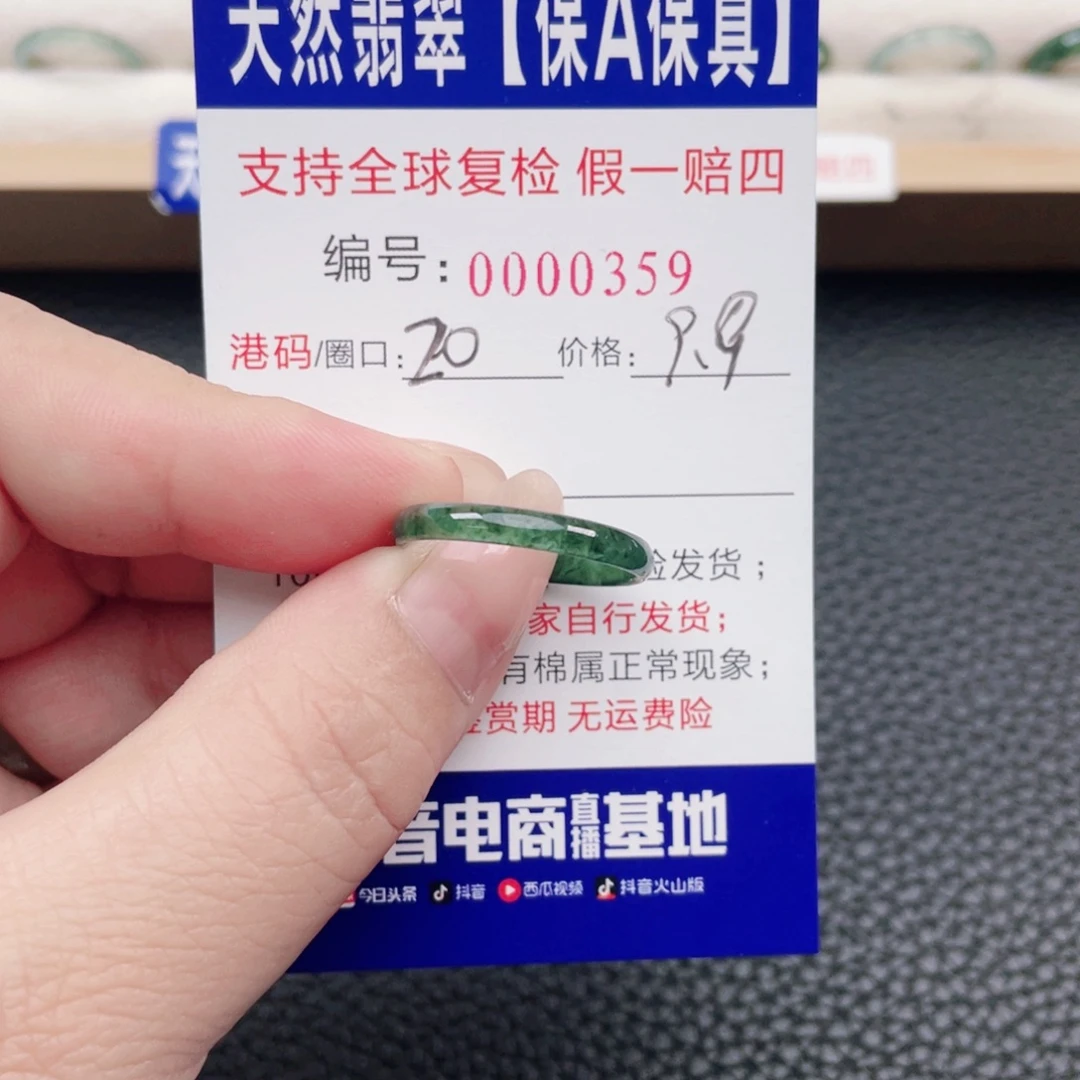 天然翡翠【保A保真】
支持全球复检 假一赔四
编号：0000359
港码/圈口：20 价格：9.9
验发货；
家自行发货；
有棉属正常现象；
鉴赏期 无运费险
音电商直播基地
今日头条 抖音 西瓜视频 抖音火山版